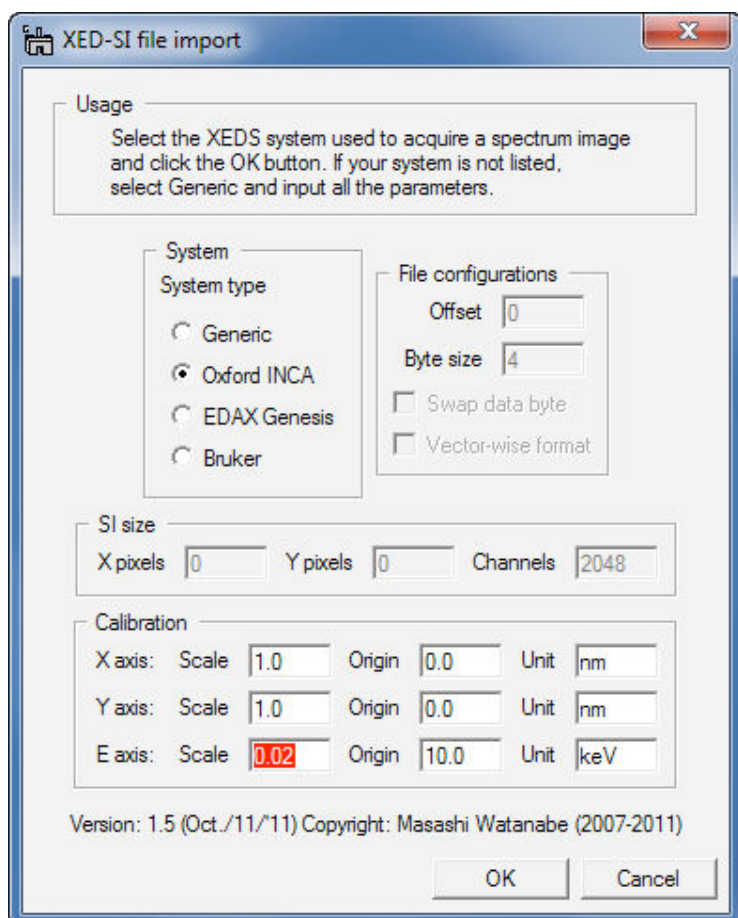 XED-SI file import
Usage
Select the XEDS system used to acquire a spectrum image
and click the OK button. If your system is not listed,
select Generic and input all the parameters.
System
System type
Generic
Oxford INCA
EDAX Genesis
Bruker
File configurations
Offset 0
Byte size 4
Swap data byte
Vector-wise format
SI size
X pixels 0 Y pixels 0 Channels 2048
Calibration
X axis: Scale 1.0 Origin 0.0 Unit nm
Y axis: Scale 1.0 Origin 0.0 Unit nm
E axis: Scale 0.02 Origin 10.0 Unit keV
Version: 1.5 (Oct./11/'11) Copyright: Masashi Watanabe (2007-2011)
OK Cancel